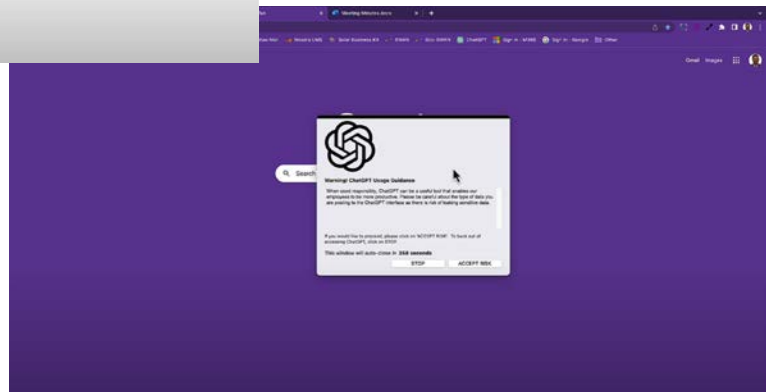 Meeting Minutes.docx
ChatGPT
Other
Gmail Images
Search
Warning! ChatGPT Usage Guidance
When used responsibly, ChatGPT can be a useful tool that enables our
employees to be more productive. Please be careful about the type of data you
are pasting to the ChatGPT interface as there is risk of leaking sensitive data.
If you would like to proceed, please click on 'ACCEPT RISK'. To back out of
accessing ChatGPT, click on STOP.
This window will auto-close in 258 seconds
STOP ACCEPT RISK